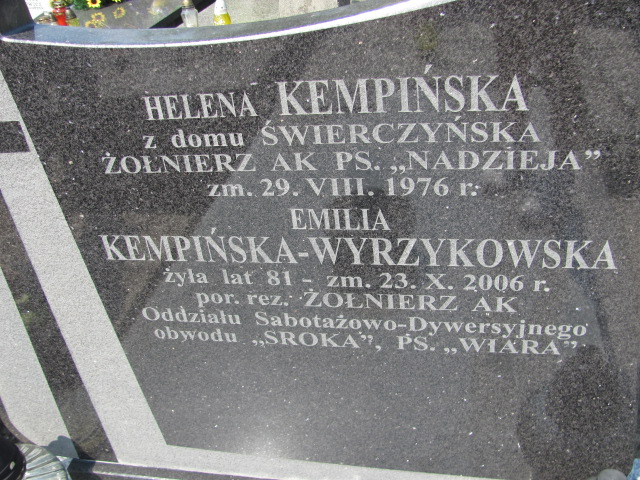 HELENA KEMPIŃSKA
z domu ŚWIERCZYŃSKA
ŻOŁNIERZ AK PS. „NADZIEJA”
zm. 29. VIII. 1976 r.
EMILIA
KEMPIŃSKA-WYRZYKOWSKA
żyła lat 81 - zm. 23. X. 2006 r.
por. rez. ŻOŁNIERZ AK
Oddziału Sabotażowo-Dywersyjnego
obwodu „SROKA”, PS. „WIARA”